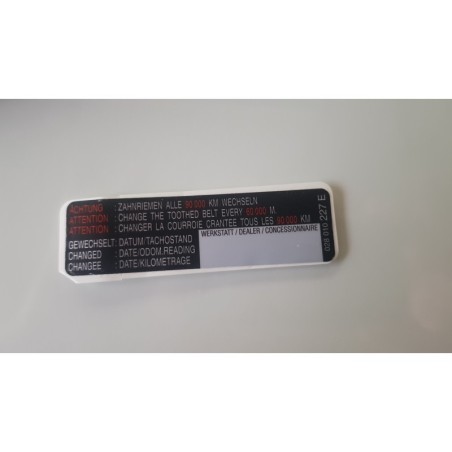 ACHTUNG : ZAHNRIEMEN ALLE 90 000 KM WECHSELN
ATTENTION : CHANGE THE TOOTHED BELT EVERY 60 000 M.
ATTENTION : CHANGER LA COURROIE CRANTEE TOUS LES 90 000 KM
WERKSTATT / DEALER / CONCESSIONNAIRE
GEWECHSELT : DATUM/TACHOSTAND
CHANGED : DATE/ODOM.READING
CHANGEE : DATE/KILOMETRAGE
028 010 227 E